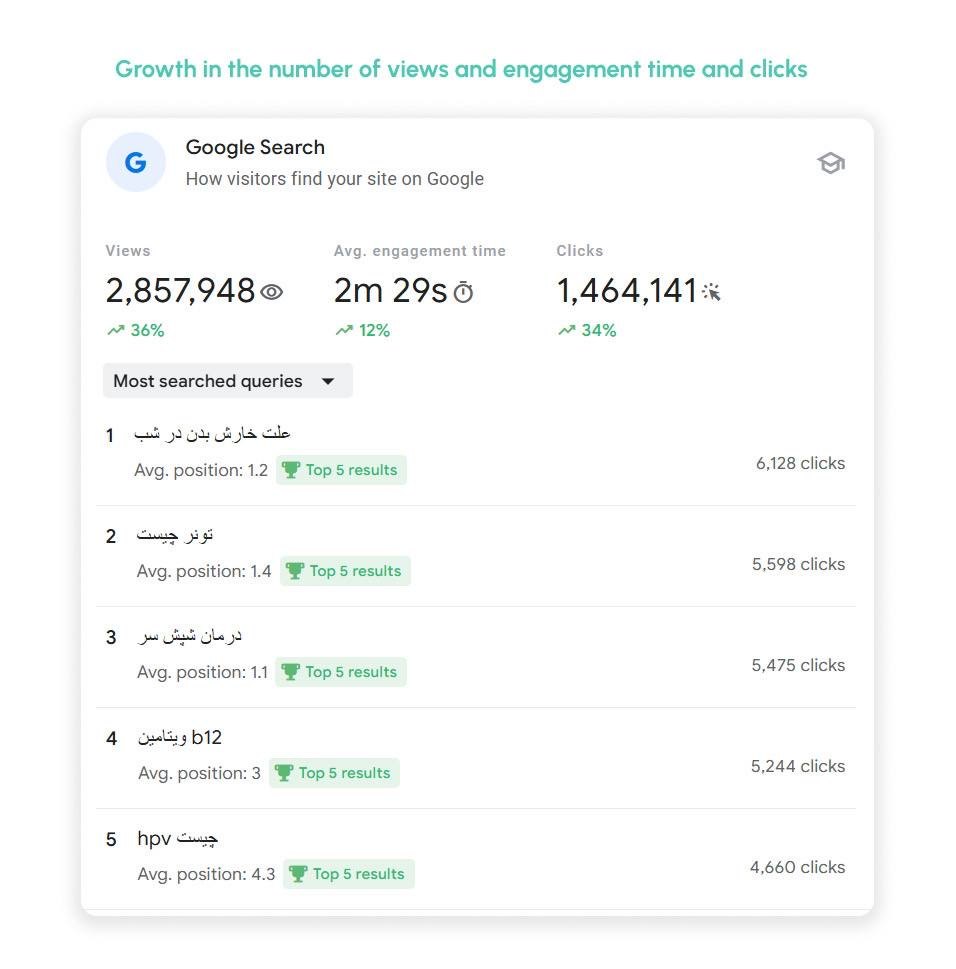 Growth in the number of views and engagement time and clicks
G
Google Search
How visitors find your site on Google
Views
Avg. engagement time
Clicks
2,857,948
2m 29s
1,464,141
36%
12%
34%
Most searched queries
1
علت خارش بدن در شب
Avg. position: 1.2
Top 5 results
6,128 clicks
2
تونر چیست
Avg. position: 1.4
Top 5 results
5,598 clicks
3
درمان شپش سر
Avg. position: 1.1
Top 5 results
5,475 clicks
4
ویتامین b12
Avg. position: 3
Top 5 results
5,244 clicks
5
hpv چیست
Avg. position: 4.3
Top 5 results
4,660 clicks